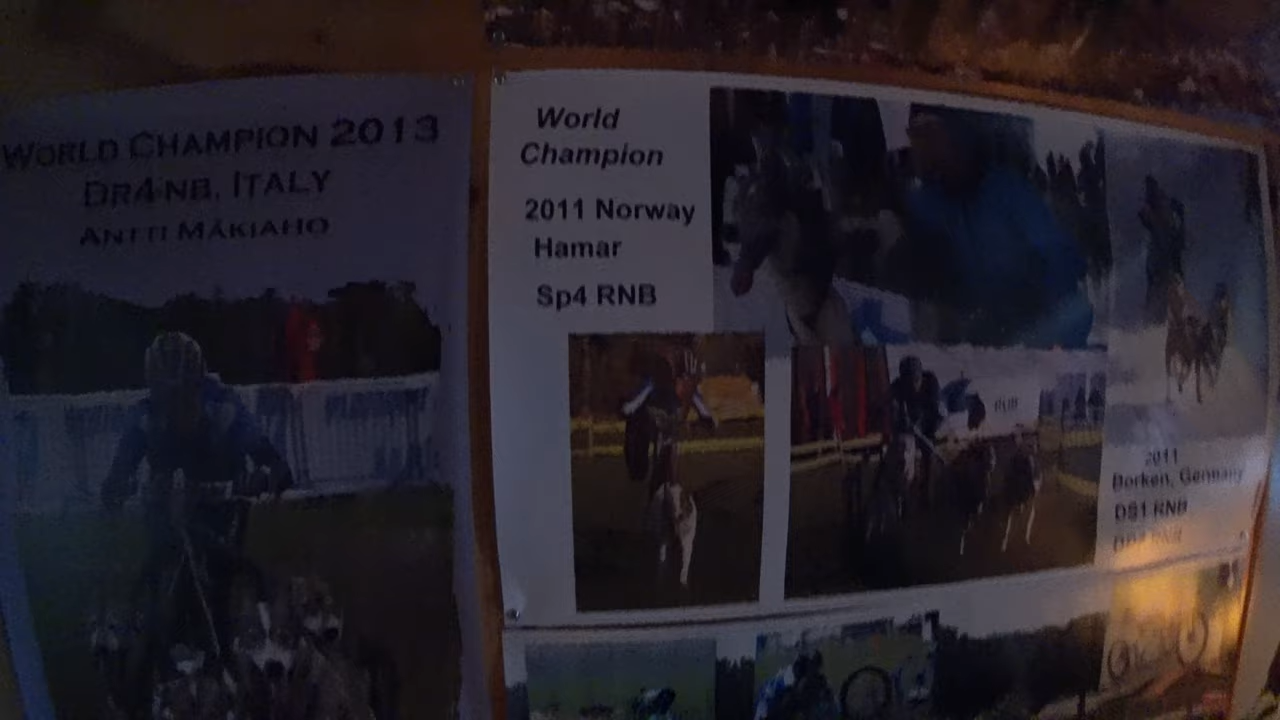 WORLD CHAMPION 2013
DR4-NB, ITALY
ANTTI MÄKIAHO
World
Champion
2011 Norway
Hamar
Sp4 RNB
2011
Borken, Germany
DS1 RNB